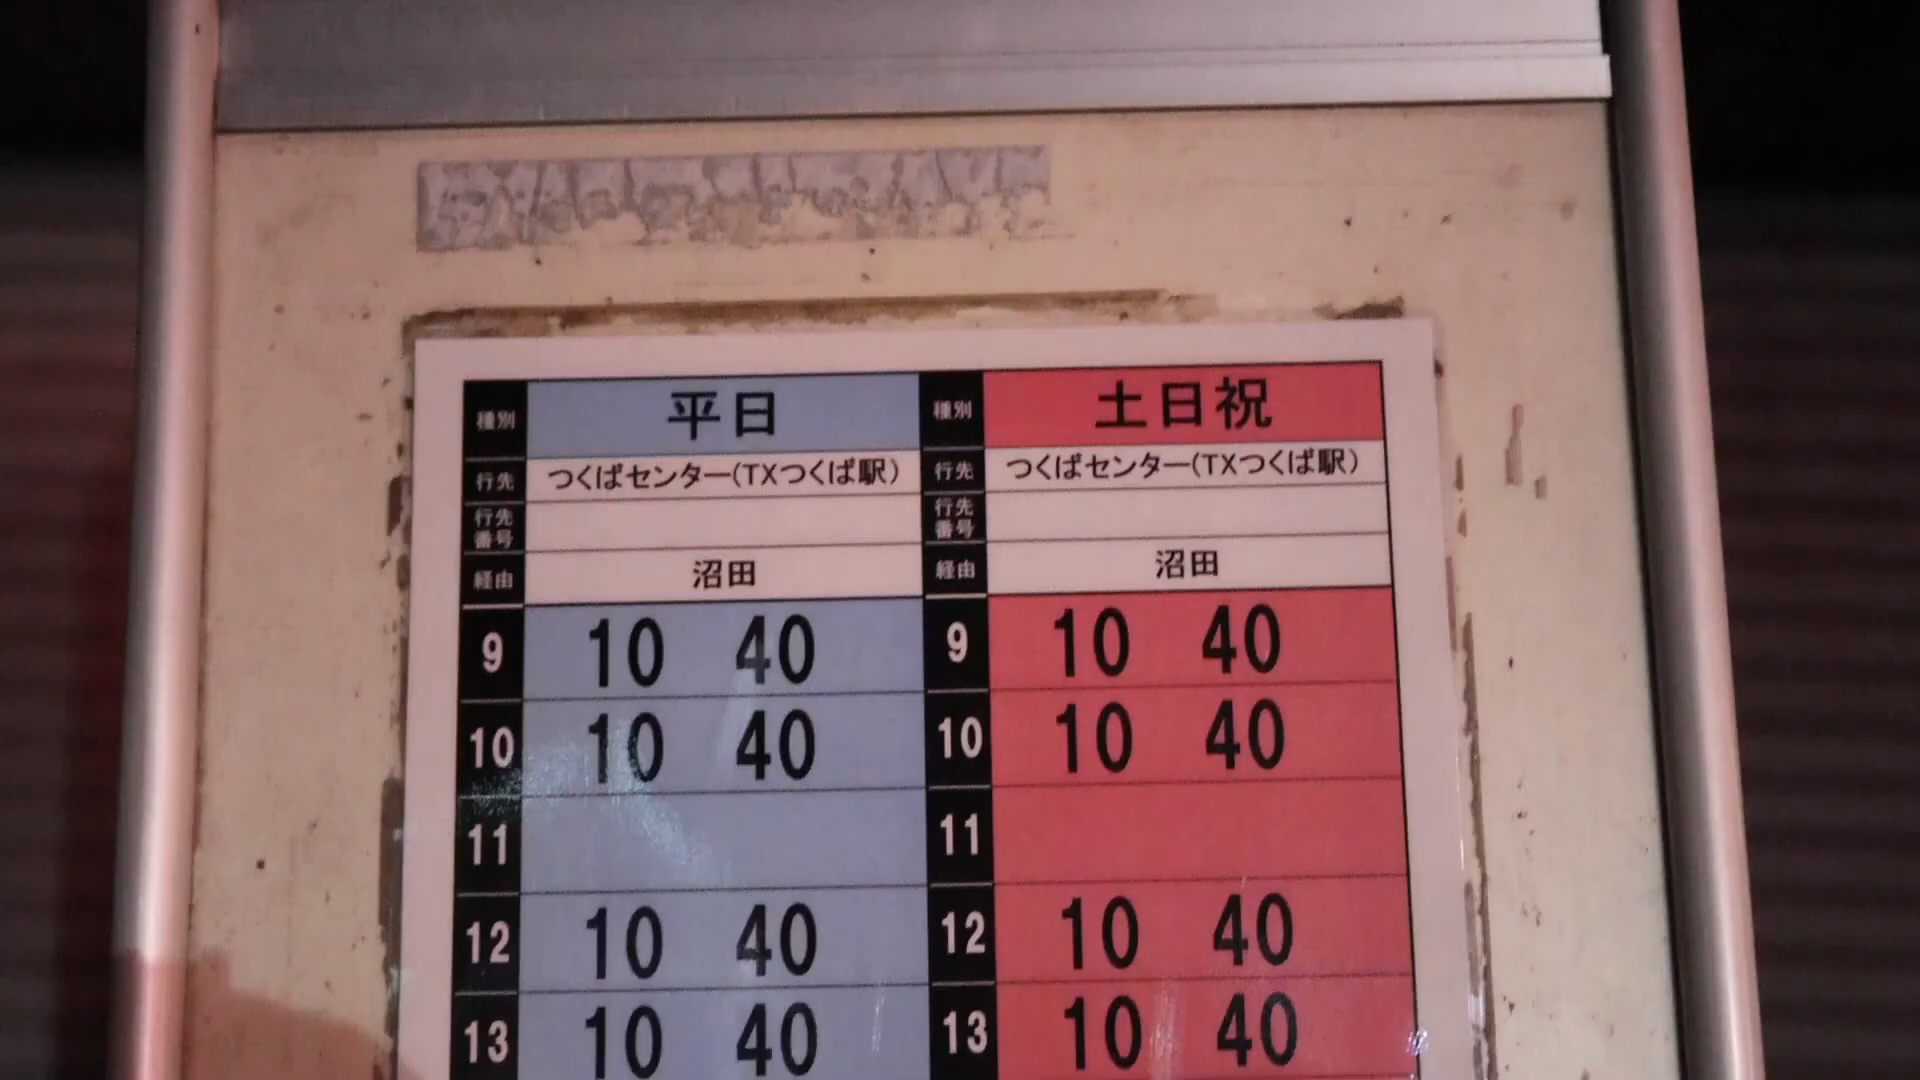 種別 平日 種別 土日祝
行先 つくばセンター(TXつくば駅) 行先 つくばセンター(TXつくば駅)
行先番号 行先番号
経由 沼田 経由 沼田
9 10 40 9 10 40
10 10 40 10 10 40
11 11
12 10 40 12 10 40
13 10 40 13 10 40